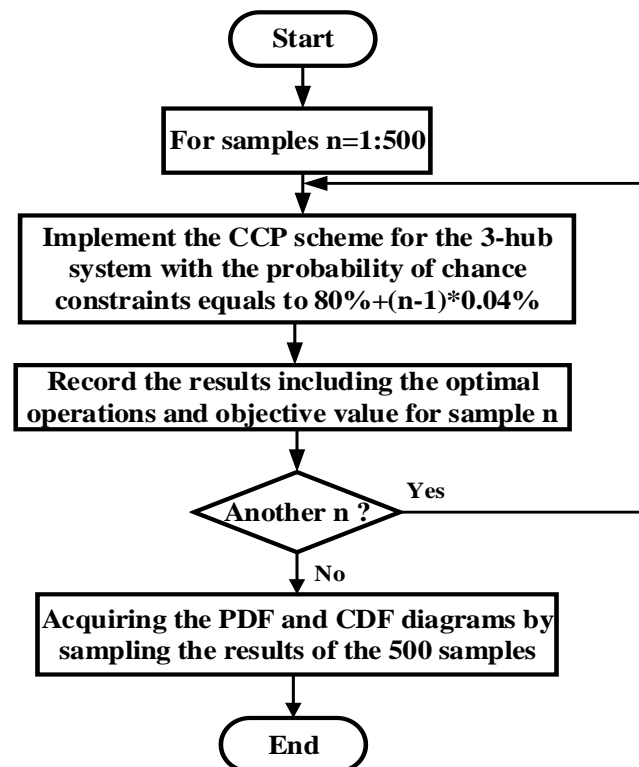 Start
For samples n=1:500
Implement the CCP scheme for the 3-hub
system with the probability of chance
constraints equals to 80%+(n-1)*0.04%
Record the results including the optimal
operations and objective value for sample n
Another n ?
Yes
No
Acquiring the PDF and CDF diagrams by
sampling the results of the 500 samples
End